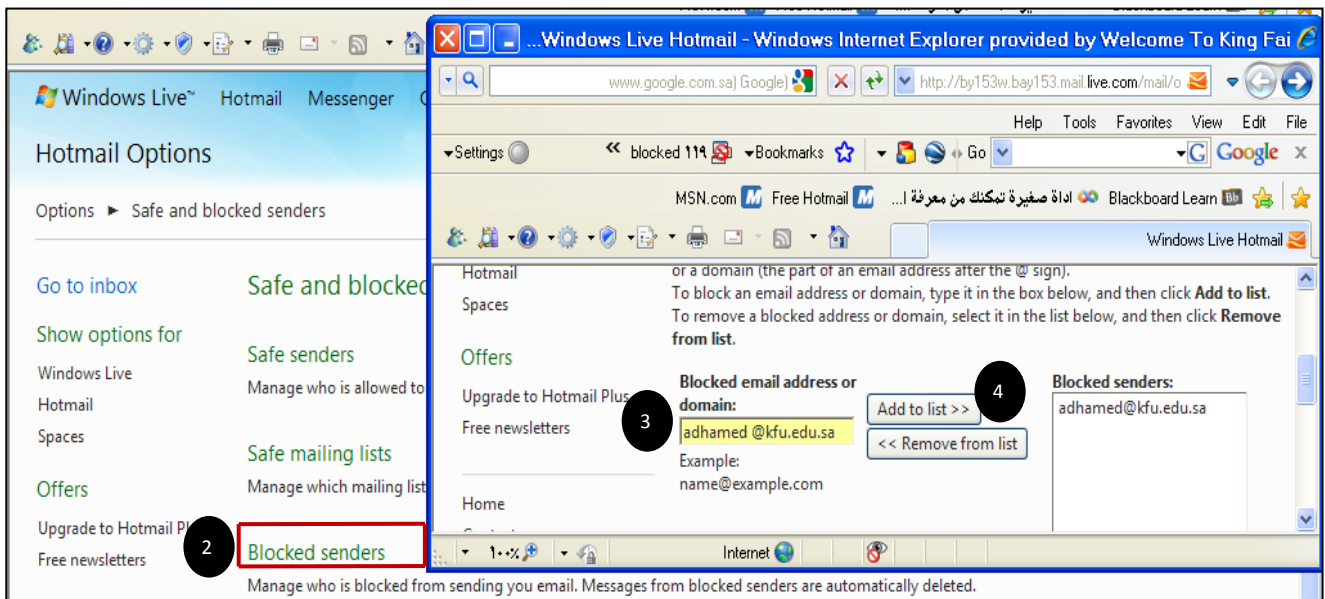 Windows Live™ Hotmail Messenger
Hotmail Options
Options ► Safe and blocked senders
Go to inbox
Show options for
Windows Live
Hotmail
Spaces
Offers
Upgrade to Hotmail
Free newsletters
Safe and blocked
Safe senders
Manage who is allowed to
Safe mailing lists
Manage which mailing list
2
Blocked senders
Manage who is blocked from sending you email. Messages from blocked senders are automatically deleted.
...Windows Live Hotmail - Windows Internet Explorer provided by Welcome To King Fai
www.google.com.sa) Google) http://by153w.bay153.mail.live.com/mail/o
Help Tools Favorites View Edit File
Settings « blocked ١١٩ Bookmarks Go Google x
MSN.com Free Hotmail اداة صغيرة تمكنك من معرفة ا... Blackboard Learn Bb
Windows Live Hotmail
Hotmail
Spaces
Offers
Upgrade to Hotmail Plus
Free newsletters
Home
or a domain (the part of an email address after the @ sign).
To block an email address or domain, type it in the box below, and then click Add to list.
To remove a blocked address or domain, select it in the list below, and then click Remove
from list.
Blocked email address or
domain:
3
adhamed @kfu.edu.sa
Example:
name@example.com
Add to list >>
4
<< Remove from list
Blocked senders:
adhamed@kfu.edu.sa
١٠٠% Internet